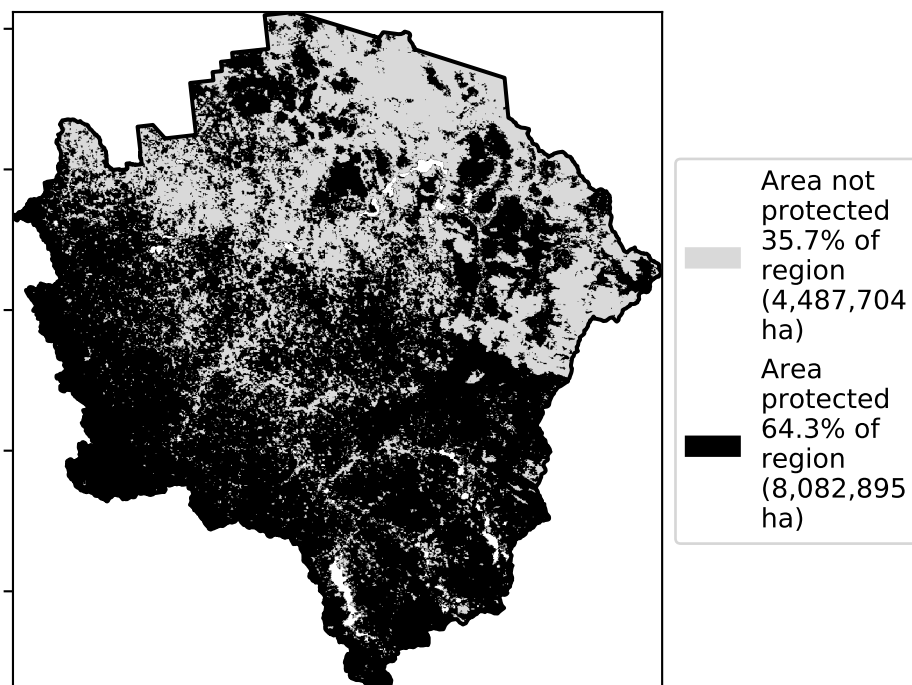 Area not
protected
35.7% of
region
(4,487,704
ha)
Area
protected
64.3% of
region
(8,082,895
ha)